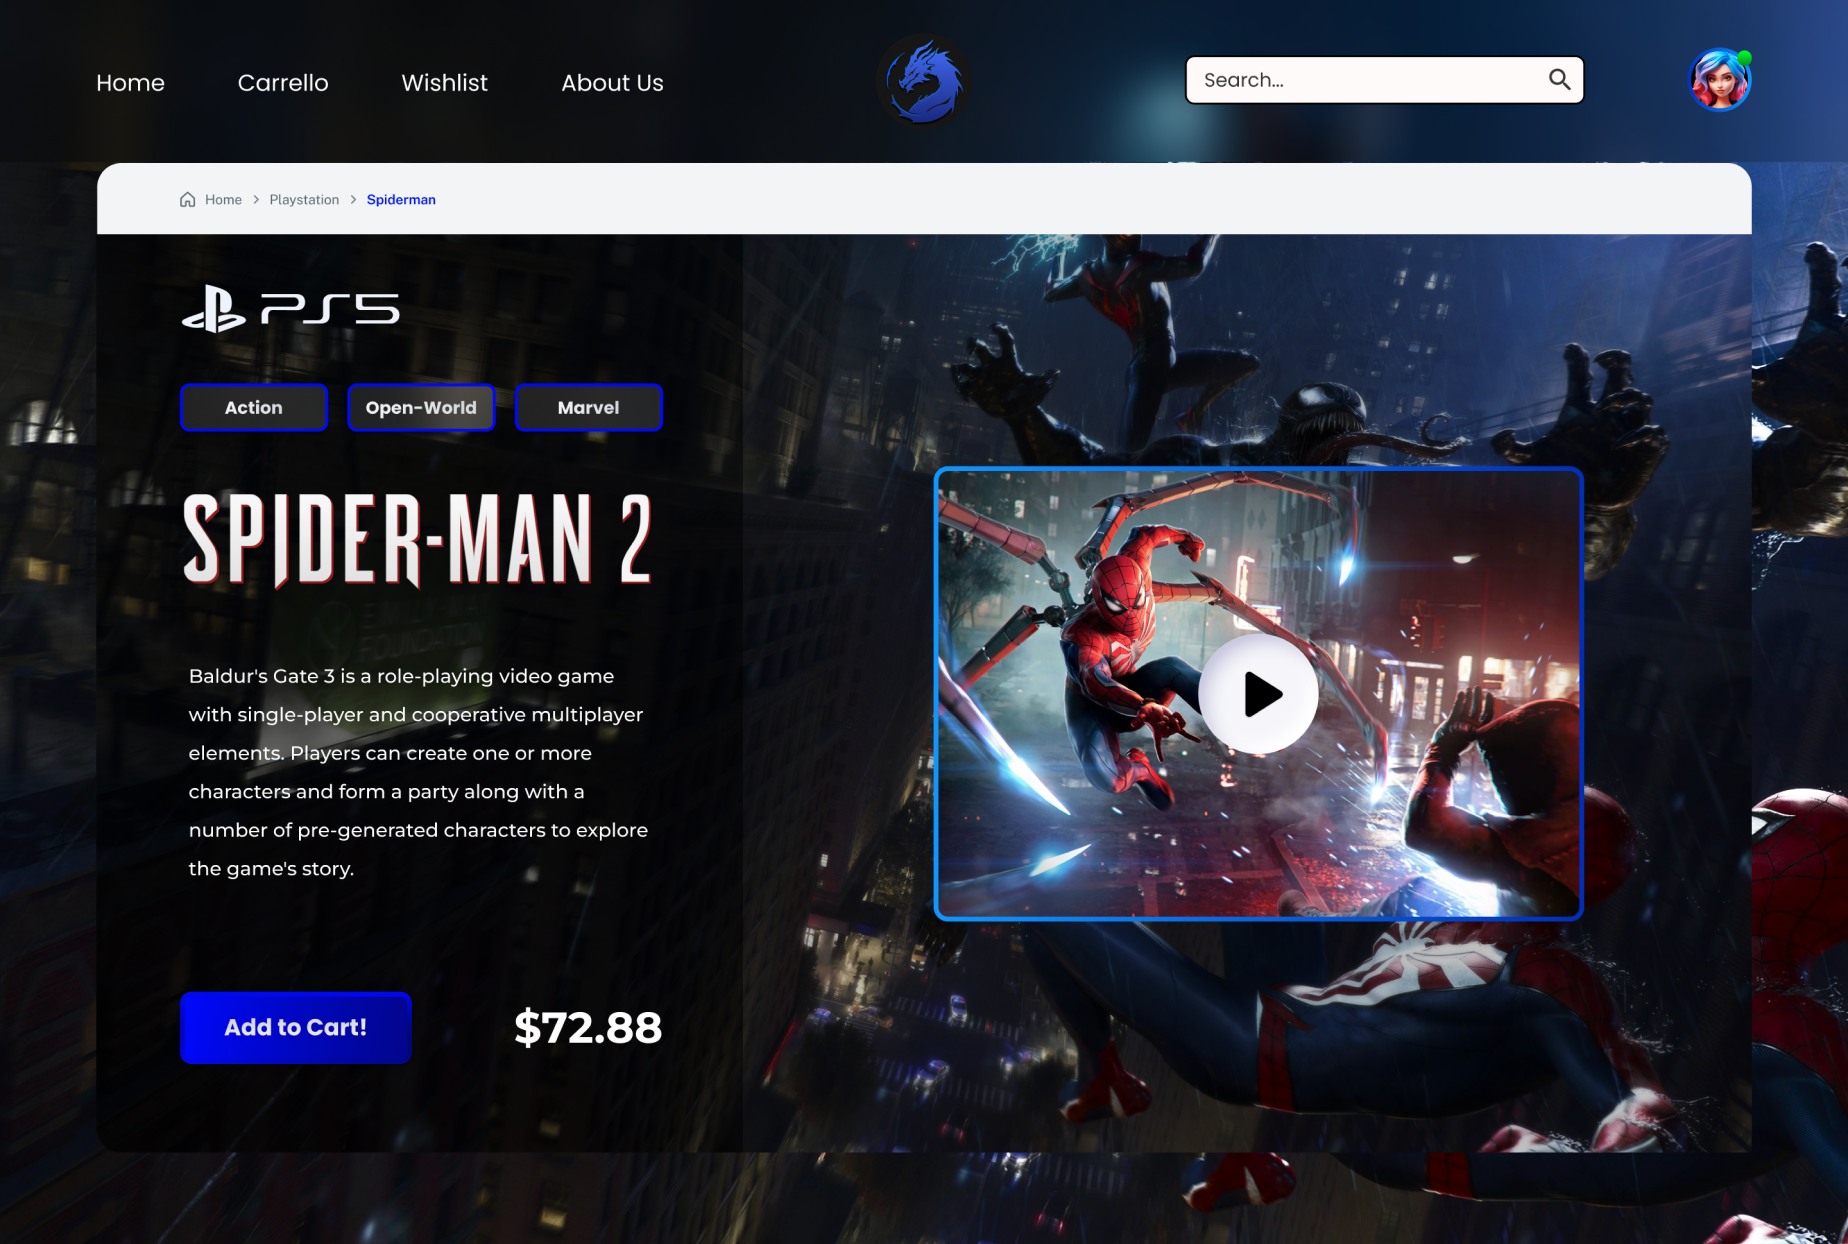 Home Carrello Wishlist About Us Search...
Home > Playstation > Spiderman
PS5
Action Open-World Marvel
SPIDER-MAN 2
Baldur's Gate 3 is a role-playing video game
with single-player and cooperative multiplayer
elements. Players can create one or more
characters and form a party along with a
number of pre-generated characters to explore
the game's story.
Add to Cart! $72.88